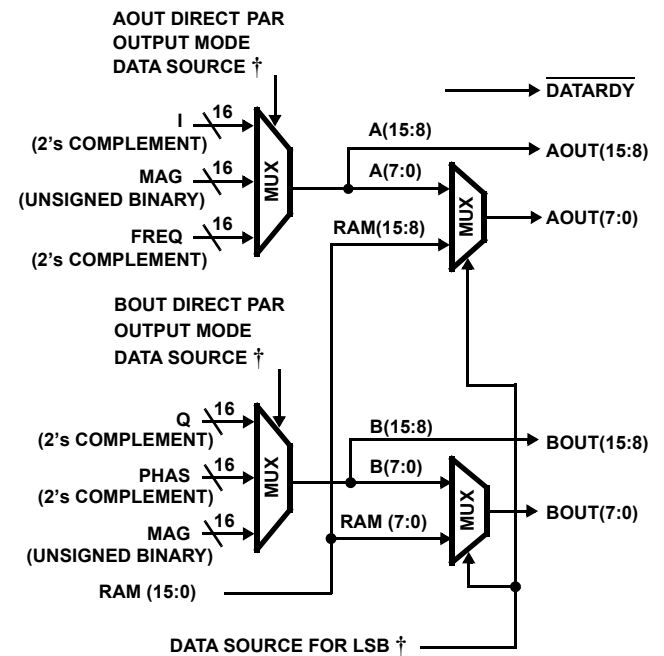 AOUT DIRECT PAR
OUTPUT MODE
DATA SOURCE †
DATARDY
16
I
(2's COMPLEMENT)
A(15:8)
AOUT(15:8)
16
MAG
(UNSIGNED BINARY)
MUX
A(7:0)
MUX
AOUT(7:0)
16
FREQ
(2's COMPLEMENT)
RAM(15:8)
BOUT DIRECT PAR
OUTPUT MODE
DATA SOURCE †
16
Q
(2's COMPLEMENT)
B(15:8)
BOUT(15:8)
16
PHAS
(2's COMPLEMENT)
MUX
B(7:0)
MUX
BOUT(7:0)
16
MAG
(UNSIGNED BINARY)
RAM (7:0)
RAM (15:0)
DATA SOURCE FOR LSB †